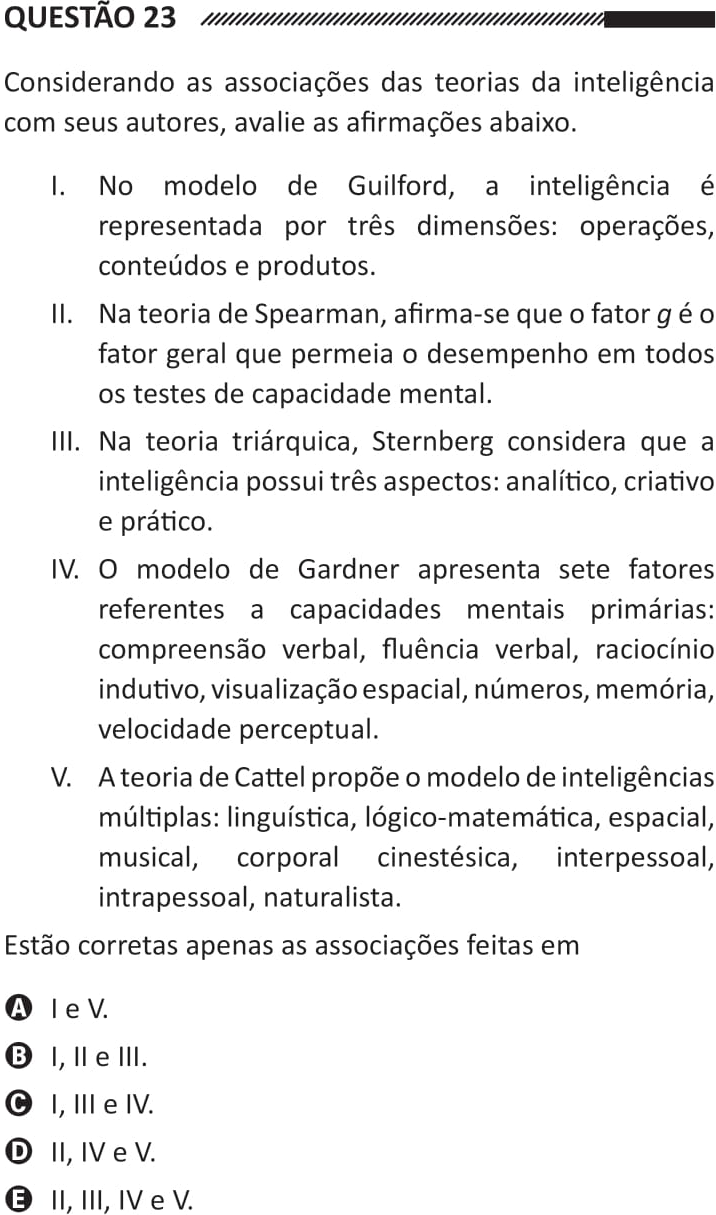 QUESTÃO 23
Considerando as associações das teorias da inteligência
com seus autores, avalie as afirmações abaixo.
I. No modelo de Guilford, a inteligência é
representada por três dimensões: operações,
conteúdos e produtos.
II. Na teoria de Spearman, afirma-se que o fator g é o
fator geral que permeia o desempenho em todos
os testes de capacidade mental.
III. Na teoria triárquica, Sternberg considera que a
inteligência possui três aspectos: analítico, criativo
e prático.
IV. O modelo de Gardner apresenta sete fatores
referentes a capacidades mentais primárias:
compreensão verbal, fluência verbal, raciocínio
indutivo, visualização espacial, números, memória,
velocidade perceptual.
V. A teoria de Cattel propõe o modelo de inteligências
múltiplas: linguística, lógico-matemática, espacial,
musical, corporal cinestésica, interpessoal,
intrapessoal, naturalista.
Estão corretas apenas as associações feitas em
A I e V.
B I, II e III.
C I, III e IV.
D II, IV e V.
E II, III, IV e V.